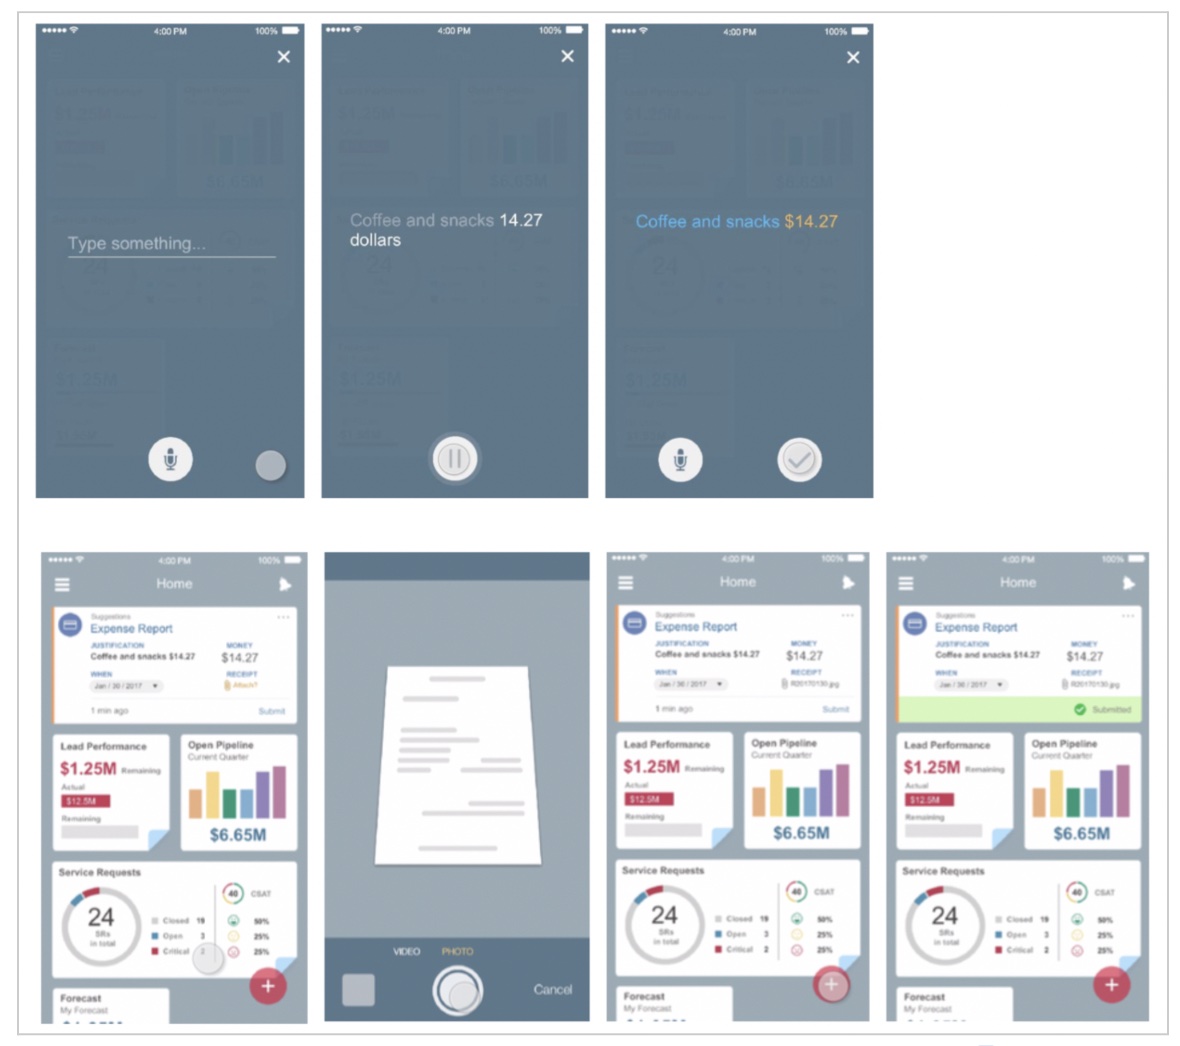 4:00 PM 100%
Type something...
4:00 PM 100%
Coffee and snacks 14.27
dollars
4:00 PM 100%
Coffee and snacks $14.27
4:00 PM 100%
Home
Suggestions
Expense Report
JUSTIFICATION MONEY
Coffee and snacks $14.27 $14.27
WHEN RECEIPT
Jan / 30 / 2017 Attach?
1 min ago Submit
Lead Performance
$1.25M Remaining
Actual
$12.5M
Remaining
Open Pipeline
Current Quarter
$6.65M
Service Requests
24
SRs
in total
Closed 19
Open 3
Critical
40 CSAT
50%
25%
25%
+
Forecast
My Forecast
VIDEO PHOTO
Cancel
4:00 PM 100%
Home
Suggestions
Expense Report
JUSTIFICATION MONEY
Coffee and snacks $14.27 $14.27
WHEN RECEIPT
Jan / 30 / 2017 R20170130.jpg
1 min ago Submit
Lead Performance
$1.25M Remaining
Actual
$12.5M
Remaining
Open Pipeline
Current Quarter
$6.65M
Service Requests
24
SRs
in total
Closed 19
Open 3
Critical 2
40 CSAT
50%
25%
25%
+
Forecast
My Forecast
4:00 PM 100%
Home
Suggestions
Expense Report
JUSTIFICATION MONEY
Coffee and snacks $14.27 $14.27
WHEN RECEIPT
Jan / 30 / 2017 R20170130.jpg
Submitted
Lead Performance
$1.25M Remaining
Actual
$12.5M
Remaining
Open Pipeline
Current Quarter
$6.65M
Service Requests
24
SRs
in total
Closed 19
Open 3
Critical 2
40 CSAT
50%
25%
25%
+
Forecast
My Forecast